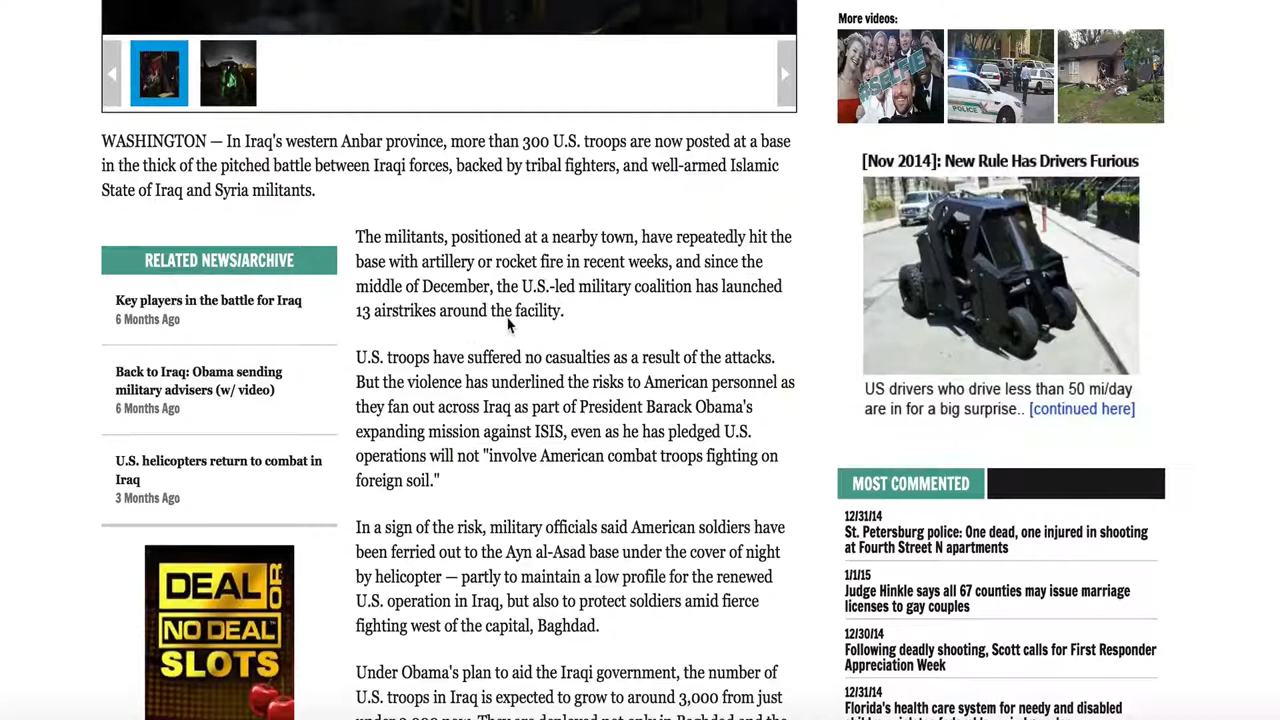 More videos:
#SELFIE
POLICE
WASHINGTON — In Iraq's western Anbar province, more than 300 U.S. troops are now posted at a base
in the thick of the pitched battle between Iraqi forces, backed by tribal fighters, and well-armed Islamic
State of Iraq and Syria militants.
RELATED NEWS/ARCHIVE
Key players in the battle for Iraq
6 Months Ago
Back to Iraq: Obama sending
military advisers (w/ video)
6 Months Ago
U.S. helicopters return to combat in
Iraq
3 Months Ago
DEAL OR
NO DEAL™
SLOTS
The militants, positioned at a nearby town, have repeatedly hit the
base with artillery or rocket fire in recent weeks, and since the
middle of December, the U.S.-led military coalition has launched
13 airstrikes around the facility.
U.S. troops have suffered no casualties as a result of the attacks.
But the violence has underlined the risks to American personnel as
they fan out across Iraq as part of President Barack Obama's
expanding mission against ISIS, even as he has pledged U.S.
operations will not "involve American combat troops fighting on
foreign soil."
In a sign of the risk, military officials said American soldiers have
been ferried out to the Ayn al-Asad base under the cover of night
by helicopter — partly to maintain a low profile for the renewed
U.S. operation in Iraq, but also to protect soldiers amid fierce
fighting west of the capital, Baghdad.
Under Obama's plan to aid the Iraqi government, the number of
U.S. troops in Iraq is expected to grow to around 3,000 from just
[Nov 2014]: New Rule Has Drivers Furious
US drivers who drive less than 50 mi/day
are in for a big surprise.. [continued here]
MOST COMMENTED
12/31/14
St. Petersburg police: One dead, one injured in shooting
at Fourth Street N apartments
1/1/15
Judge Hinkle says all 67 counties may issue marriage
licenses to gay couples
12/30/14
Following deadly shooting, Scott calls for First Responder
Appreciation Week
12/31/14
Florida's health care system for needy and disabled